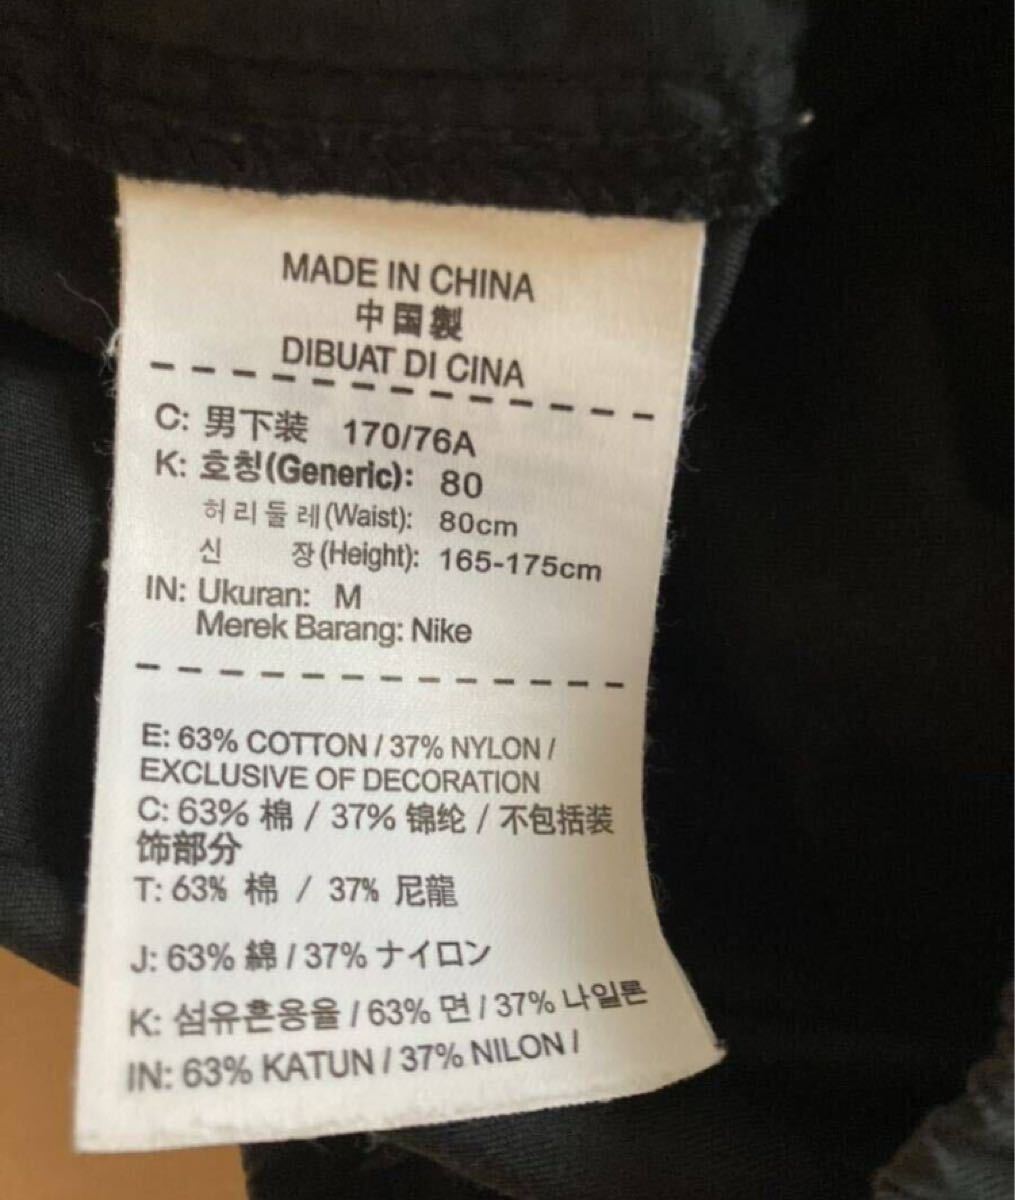 MADE IN CHINA
中国製
DIBUAT DI CINA
C: 男下装 170/76A
K: 호칭(Generic): 80
허리둘레(Waist): 80cm
신 장(Height): 165-175cm
IN: Ukuran: M
Merek Barang: Nike
E: 63% COTTON / 37% NYLON /
EXCLUSIVE OF DECORATION
C: 63% 棉 / 37% 锦纶 / 不包括装
饰部分
T: 63% 棉 / 37% 尼龍
J: 63% 綿 / 37% ナイロン
K: 섬유혼용율 / 63% 면 / 37% 나일론
IN: 63% KATUN / 37% NILON /